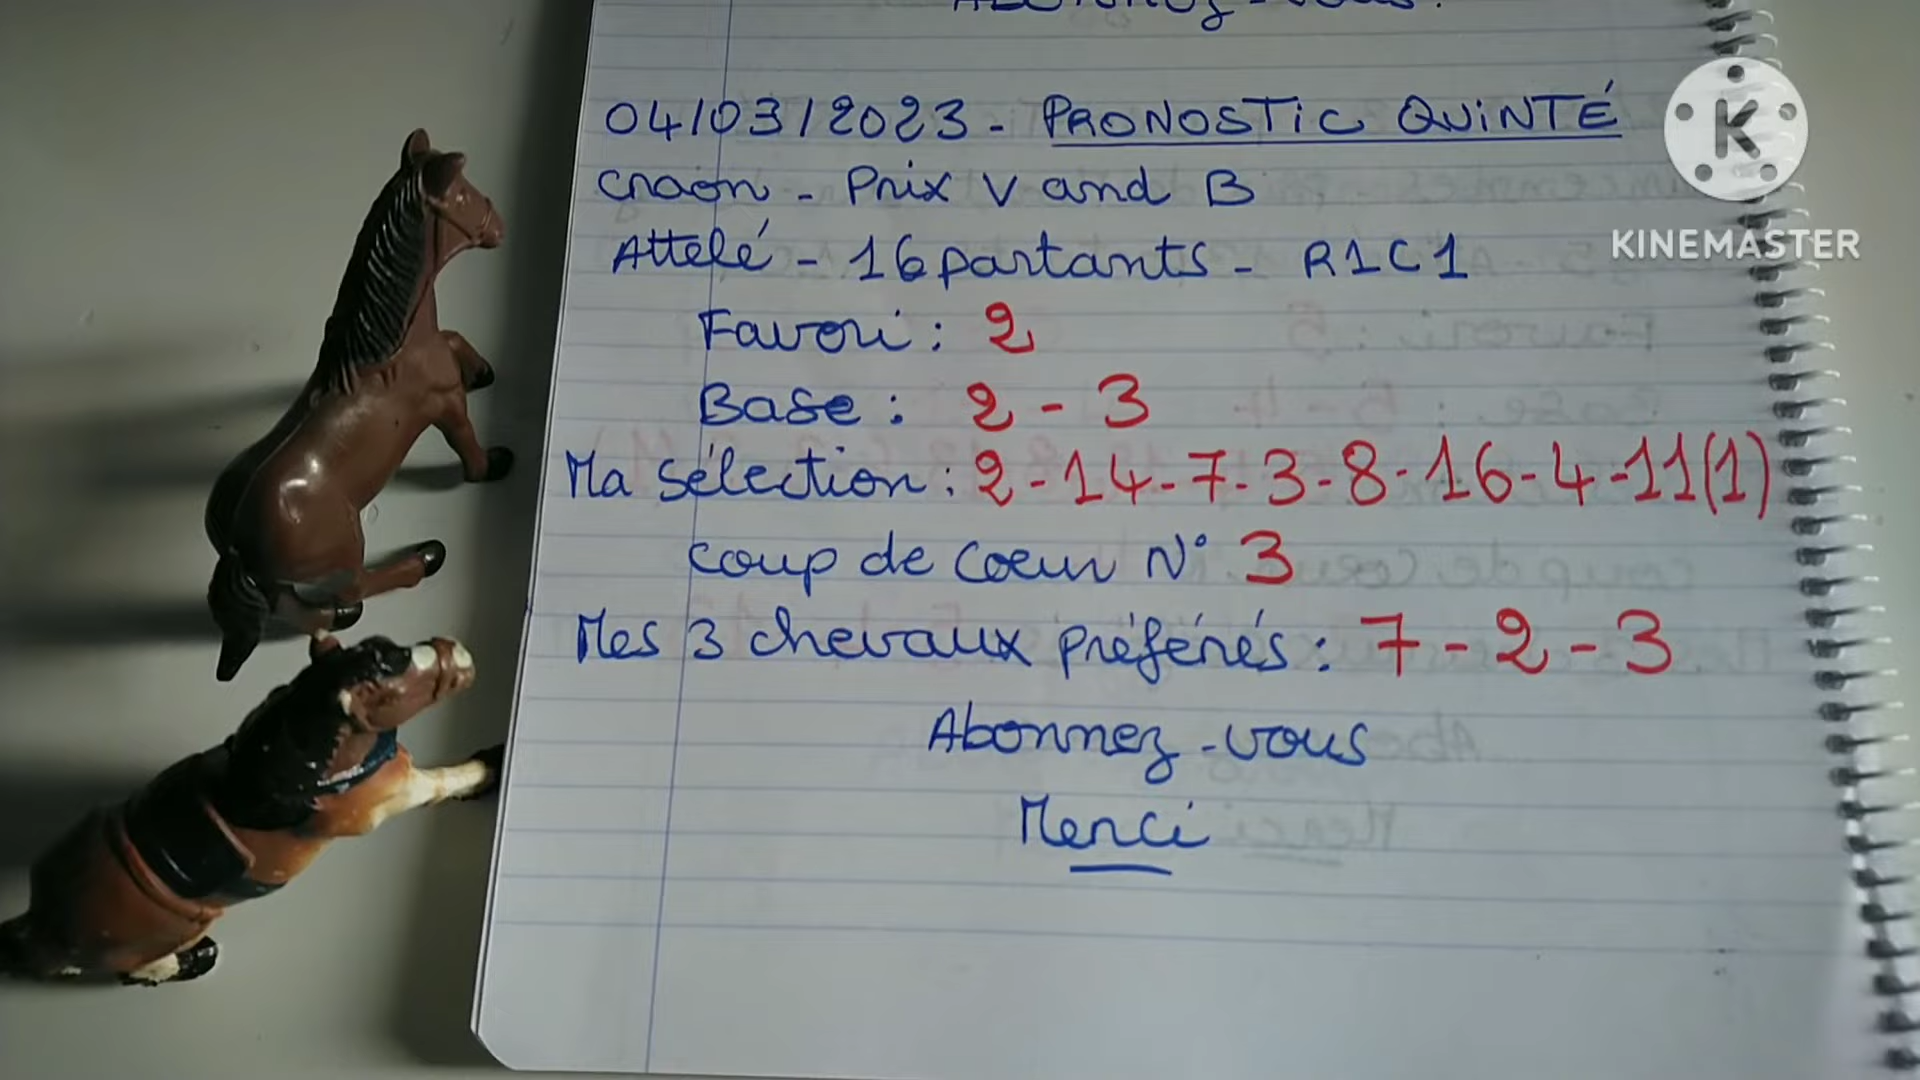 Abonnez-vous.
04/03/2023 - PRONOSTIC QUINTÉ
Craon - Prix V and B
Attelé - 16 partants - R1C1
Favori : 2
Base : 2 - 3
Ma sélection : 2 - 14 - 7 - 3 - 8 - 16 - 4 - 11 (1)
Coup de Coeur N° 3
Mes 3 chevaux préférés : 7 - 2 - 3
Abonnez-vous
Merci
K
KINEMASTER